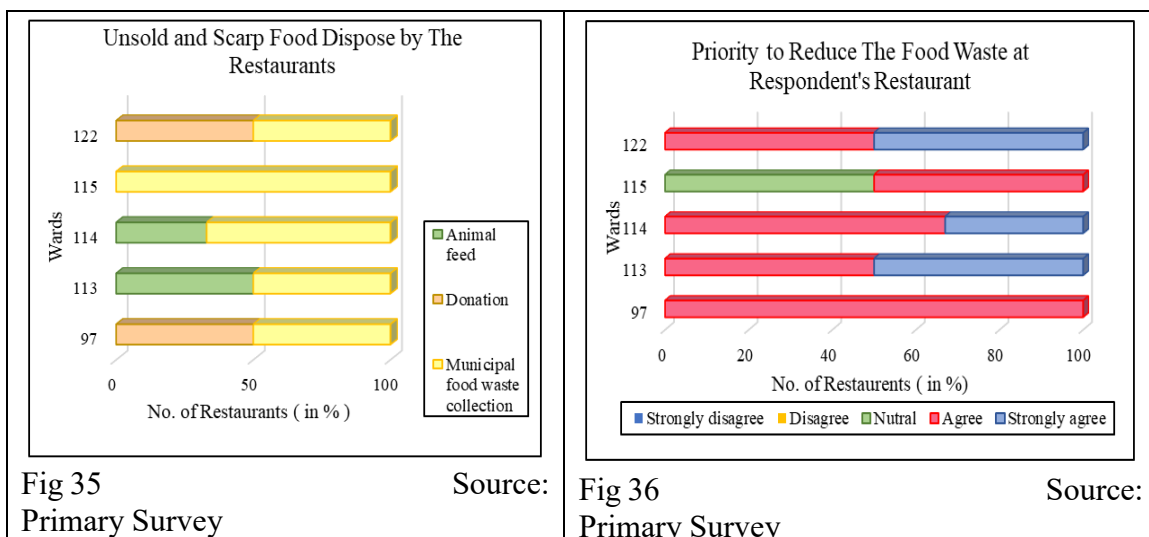 Unsold and Scarp Food Dispose by The
Restaurants
Wards
122
115
114
113
97
0
50
100
No. of Restaurants ( in % )
Animal
feed
Donation
Municipal
food waste
collection
Fig 35 Source:
Primary Survey
Priority to Reduce The Food Waste at
Respondent's Restaurant
Wards
122
115
114
113
97
0
20
40
60
80
100
No. of Restaurents ( in %)
Strongly disagree
Disagree
Nutral
Agree
Strongly agree
Fig 36 Source:
Primary Survey